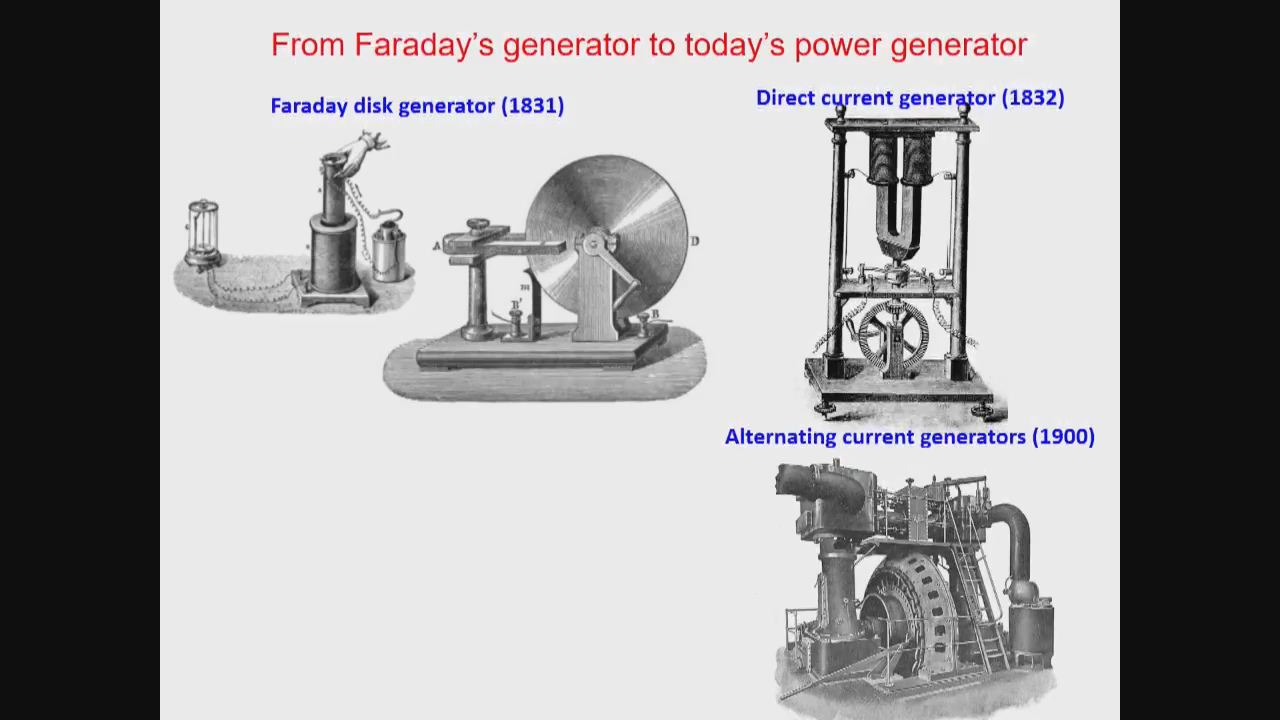 From Faraday’s generator to today’s power generator
Faraday disk generator (1831)
Direct current generator (1832)
A
D
m
B'
B
Alternating current generators (1900)